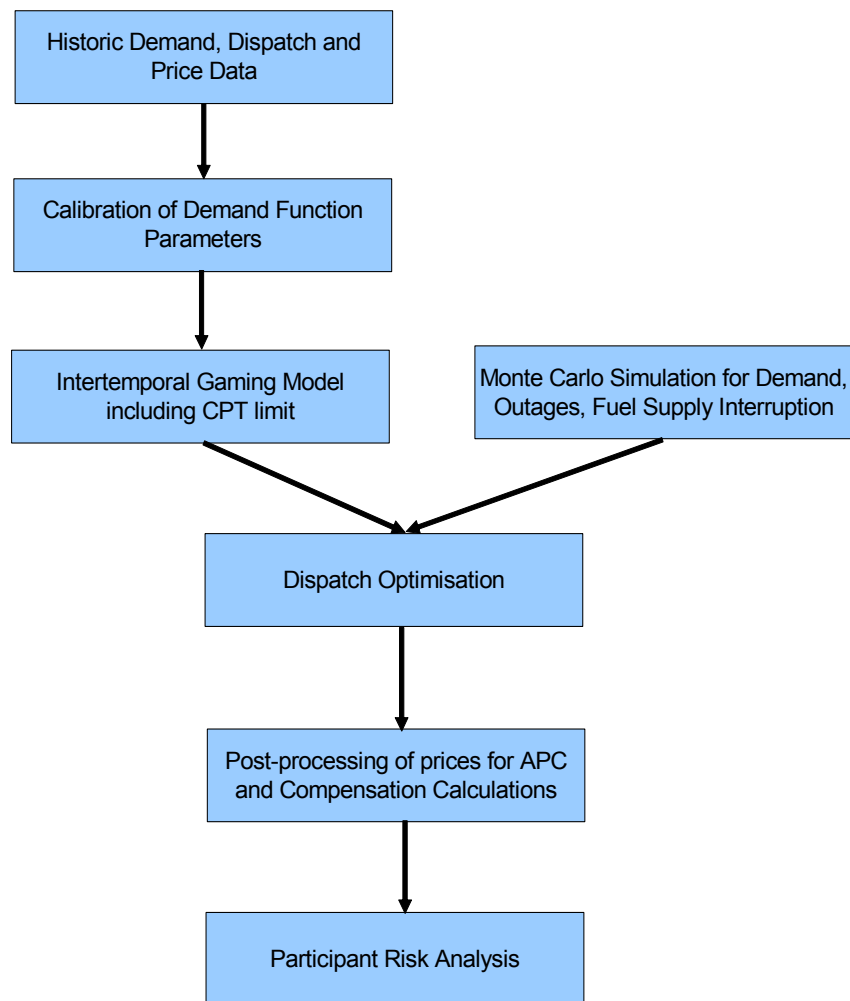 Historic Demand, Dispatch and
Price Data
Calibration of Demand Function
Parameters
Intertemporal Gaming Model
including CPT limit
Monte Carlo Simulation for Demand,
Outages, Fuel Supply Interruption
Dispatch Optimisation
Post-processing of prices for APC
and Compensation Calculations
Participant Risk Analysis